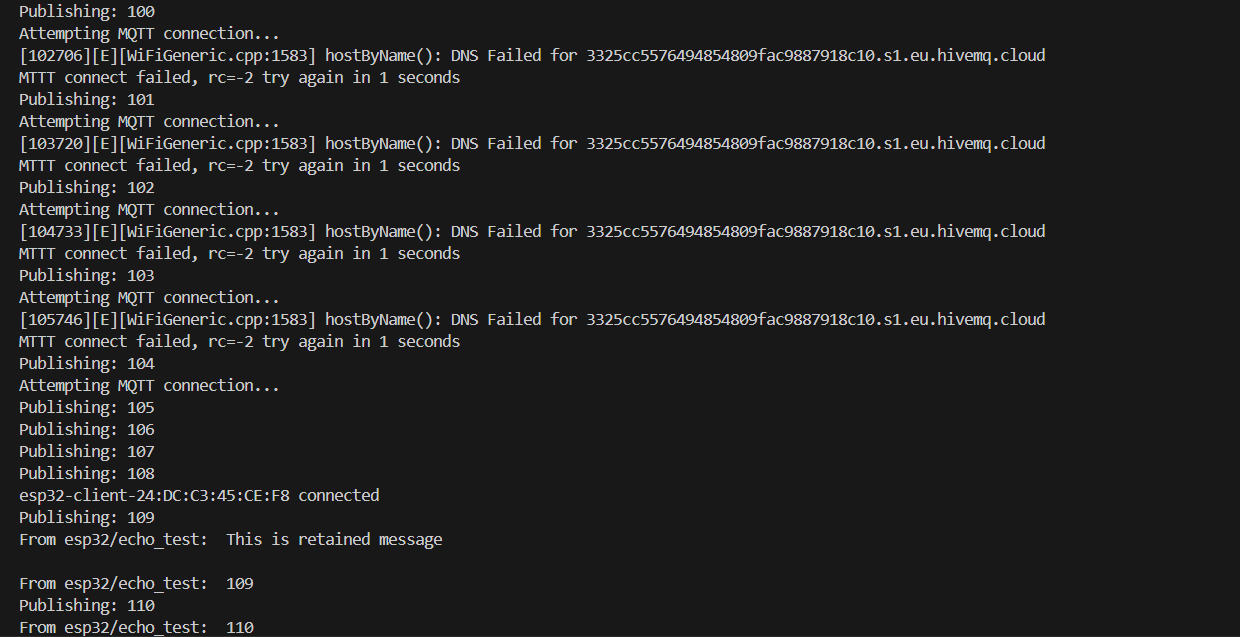 Publishing: 100
Attempting MQTT connection...
[102706][E][WiFiGeneric.cpp:1583] hostByName(): DNS Failed for 3325cc5576494854809fac9887918c10.s1.eu.hivemq.cloud
MTTT connect failed, rc=-2 try again in 1 seconds
Publishing: 101
Attempting MQTT connection...
[103720][E][WiFiGeneric.cpp:1583] hostByName(): DNS Failed for 3325cc5576494854809fac9887918c10.s1.eu.hivemq.cloud
MTTT connect failed, rc=-2 try again in 1 seconds
Publishing: 102
Attempting MQTT connection...
[104733][E][WiFiGeneric.cpp:1583] hostByName(): DNS Failed for 3325cc5576494854809fac9887918c10.s1.eu.hivemq.cloud
MTTT connect failed, rc=-2 try again in 1 seconds
Publishing: 103
Attempting MQTT connection...
[105746][E][WiFiGeneric.cpp:1583] hostByName(): DNS Failed for 3325cc5576494854809fac9887918c10.s1.eu.hivemq.cloud
MTTT connect failed, rc=-2 try again in 1 seconds
Publishing: 104
Attempting MQTT connection...
Publishing: 105
Publishing: 106
Publishing: 107
Publishing: 108
esp32-client-24:DC:C3:45:CE:F8 connected
Publishing: 109
From esp32/echo_test:  This is retained message

From esp32/echo_test:  109
Publishing: 110
From esp32/echo_test:  110